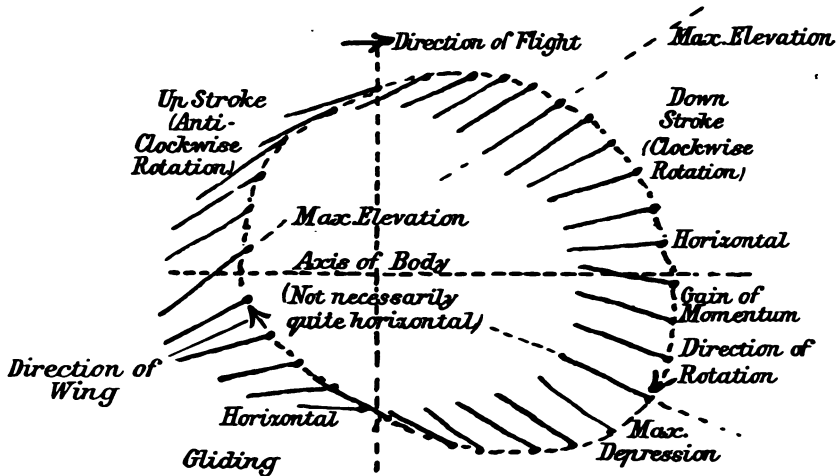 Direction of Flight
Max. Elevation
Up Stroke
(Anti-
Clockwise
Rotation)
Down
Stroke
(Clockwise
Rotation)
Max. Elevation
Horizontal
Axis of Body
(Not necessarily
quite horizontal)
Gain of
Momentum
Direction of
Rotation
Direction of
Wing
Horizontal
Max.
Depression
Gliding